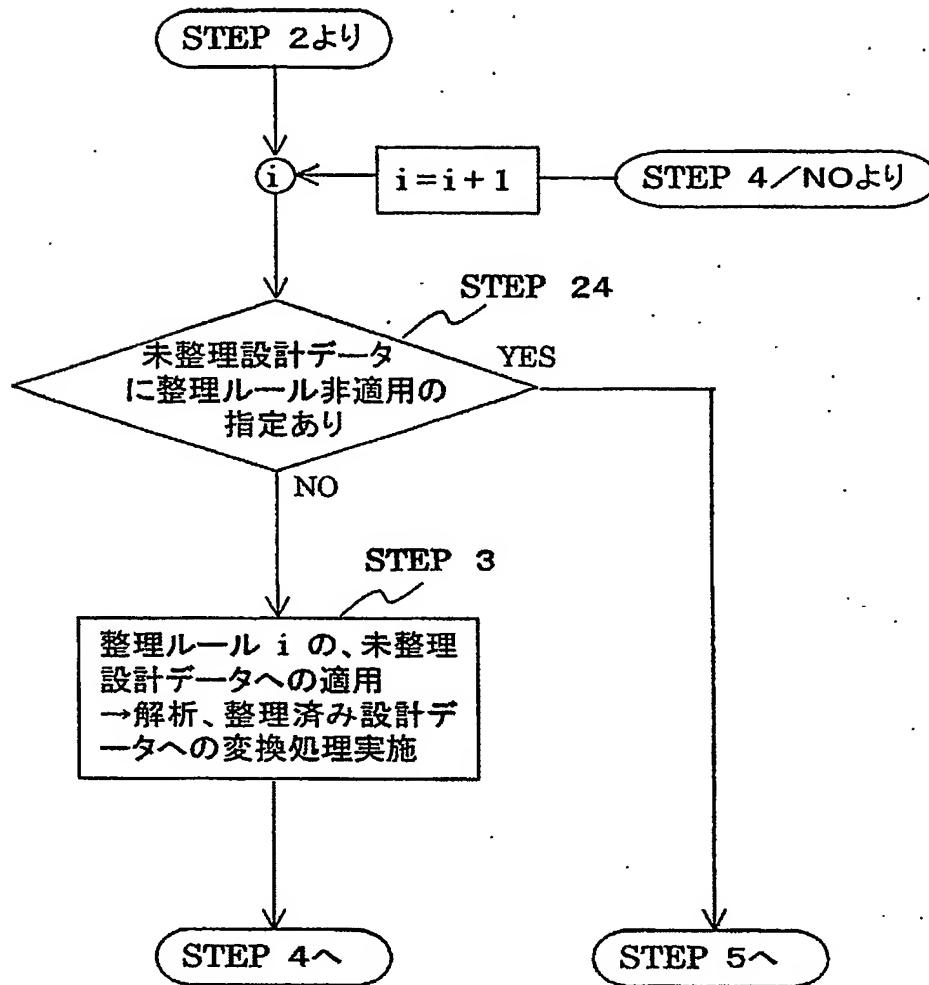 STEP 2より
i
i=i+1
STEP 4/NOより
STEP 24
未整理設計データ
に整理ルール非適用の
指定あり
YES
NO
STEP 3
整理ルール i の、未整理
設計データへの適用
→解析、整理済み設計デ
ータへの変換処理実施
STEP 4へ
STEP 5へ